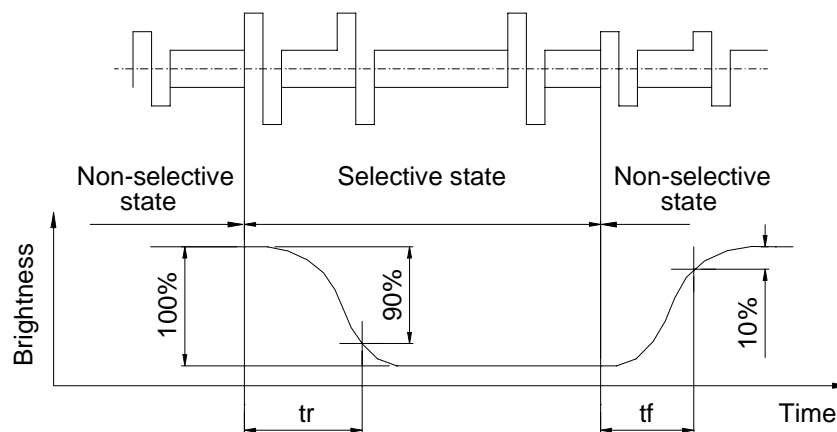 Non-selective
state
Selective state
Non-selective
state
Brightness
100%
90%
10%
tr
tf
Time